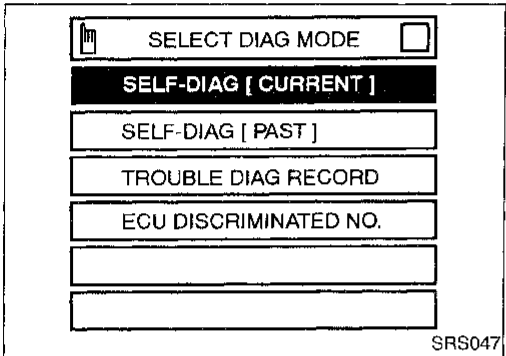 SELECT DIAG MODE
SELF-DIAG [ CURRENT ]
SELF-DIAG [ PAST ]
TROUBLE DIAG RECORD
ECU DISCRIMINATED NO.
SRS047